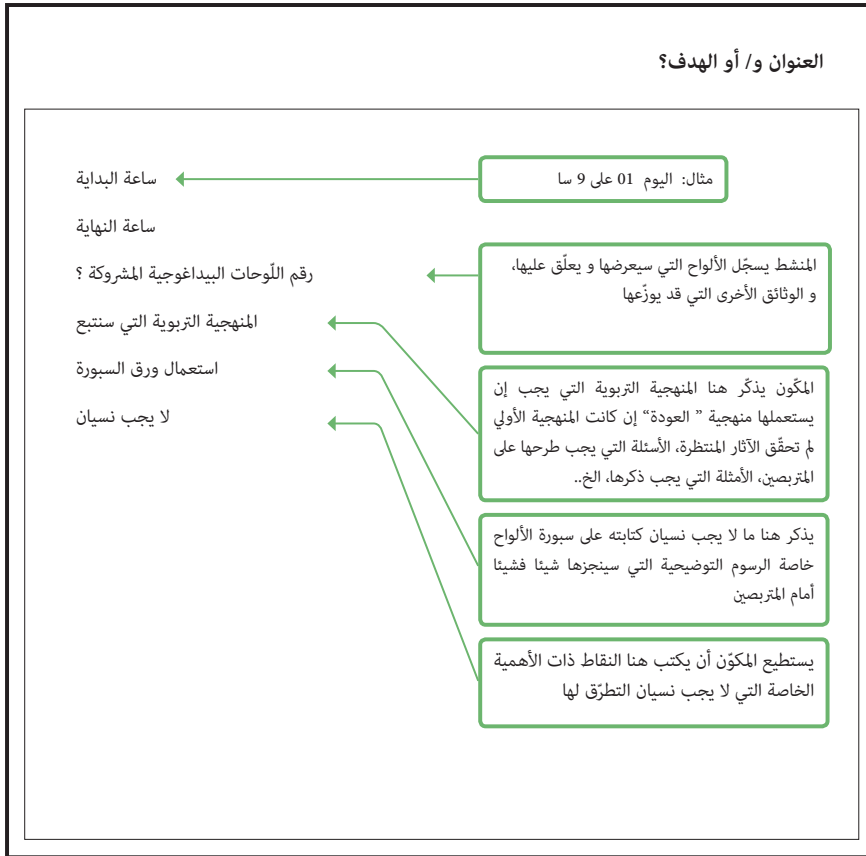 العنوان و/ أو الهدف؟
مثال: اليوم 01 على 9 سا
ساعة البداية
ساعة النهاية
المنشط يسجّل الألواح التي سيعرضها و يعلّق عليها،
و الوثائق الأخرى التي قد يوزّعها
رقم اللّوحات البيداغوجية المشروكة ؟
المنهجية التربوية التي سنتبع
استعمال ورق السبورة
لا يجب نسيان
المكّون يذكّر هنا المنهجية التربوية التي يجب إن
يستعملها منهجية " العودة" إن كانت المنهجية الأولي
لم تحقّق الآثار المنتظرة، الأسئلة التي يجب طرحها على
المتربصين، الأمثلة التي يجب ذكرها، الخ..
يذكر هنا ما لا يجب نسيان كتابته على سبورة الألواح
خاصة الرسوم التوضيحية التي سينجزها شيئا فشيئا
أمام المتربصين
يستطيع المكوّن أن يكتب هنا النقاط ذات الأهمية
الخاصة التي لا يجب نسيان التطرّق لها